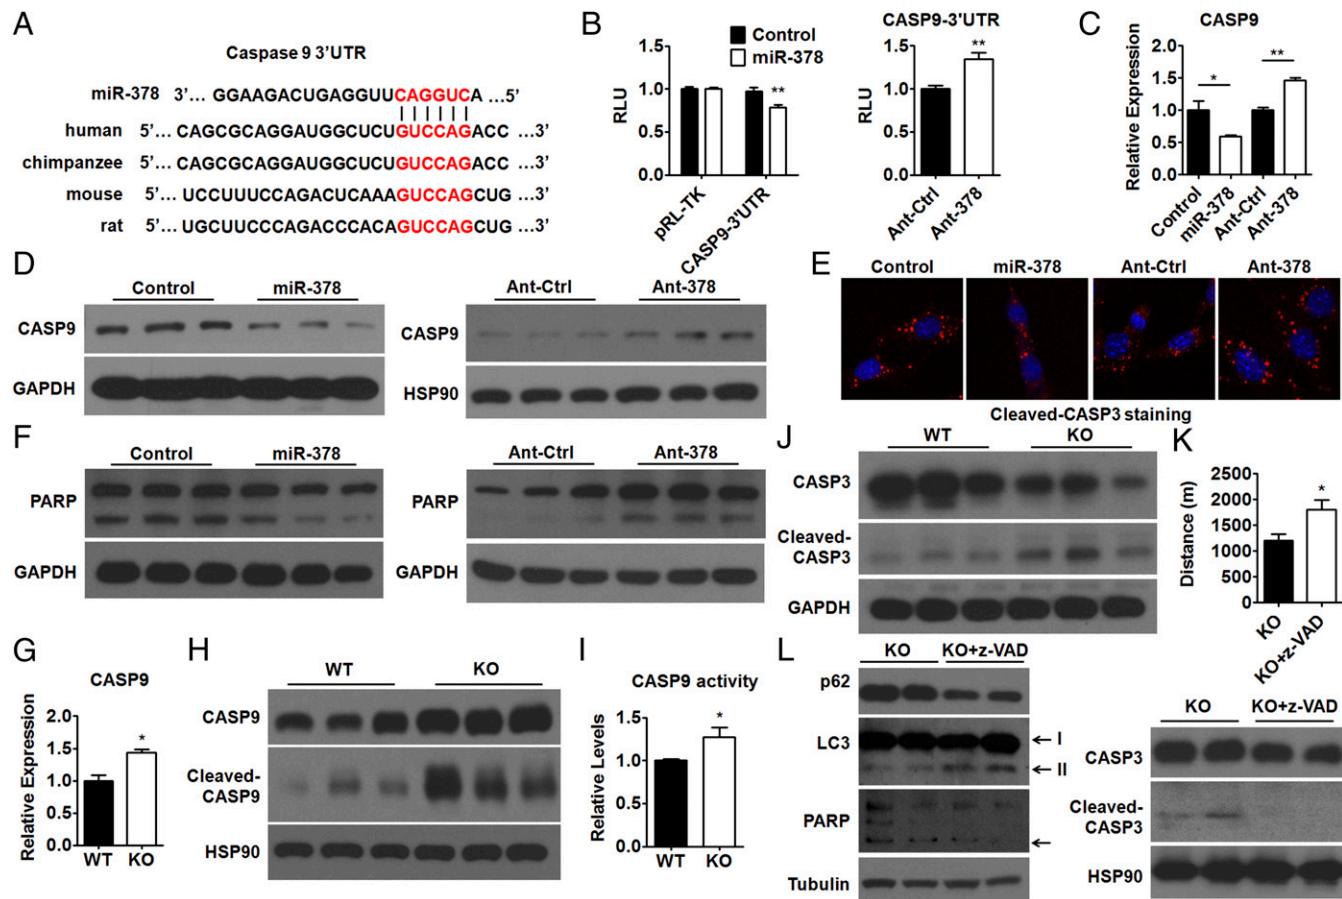 A
Caspase 9 3'UTR
miR-378 3'... GGAAGACUGAGGUUCAGGUCA ...5'
human 5'... CAGCGCAGGAUGGCUCUGUCCAGACC ...3'
chimpanzee 5'... CAGCGCAGGAUGGCUCUGUCCAGACC ...3'
mouse 5'... UCCUUUCCAGACUCAAAGUCCAGCUG ...3'
rat 5'... UGCUUCCCAGACCCACAGUCCAGCUG ...3'
B
Control
miR-378
RLU
1.5
1.0
0.5
0.0
**
pRL-TK
CASP9-3'UTR
CASP9-3'UTR
RLU
1.5
1.0
0.5
0.0
**
Ant-Ctrl
Ant-378
C
CASP9
Relative Expression
2.0
1.5
1.0
0.5
0.0
*
**
Control
miR-378
Ant-Ctrl
Ant-378
D
Control miR-378
CASP9
GAPDH
Ant-Ctrl Ant-378
CASP9
HSP90
E
Control miR-378 Ant-Ctrl Ant-378
Cleaved-CASP3 staining
F
Control miR-378
PARP
GAPDH
Ant-Ctrl Ant-378
PARP
GAPDH
G
CASP9
Relative Expression
2.0
1.5
1.0
0.5
0.0
*
WT KO
H
WT KO
CASP9
Cleaved-
CASP9
HSP90
I
CASP9 activity
Relative Levels
1.5
1.0
0.5
0.0
*
WT KO
J
WT KO
CASP3
Cleaved-
CASP3
GAPDH
K
Distance (m)
2500
2000
1500
1000
500
0
*
KO
KO+z-VAD
L
KO KO+z-VAD
p62
LC3
I
II
PARP
Tubulin
KO KO+z-VAD
CASP3
Cleaved-
CASP3
HSP90